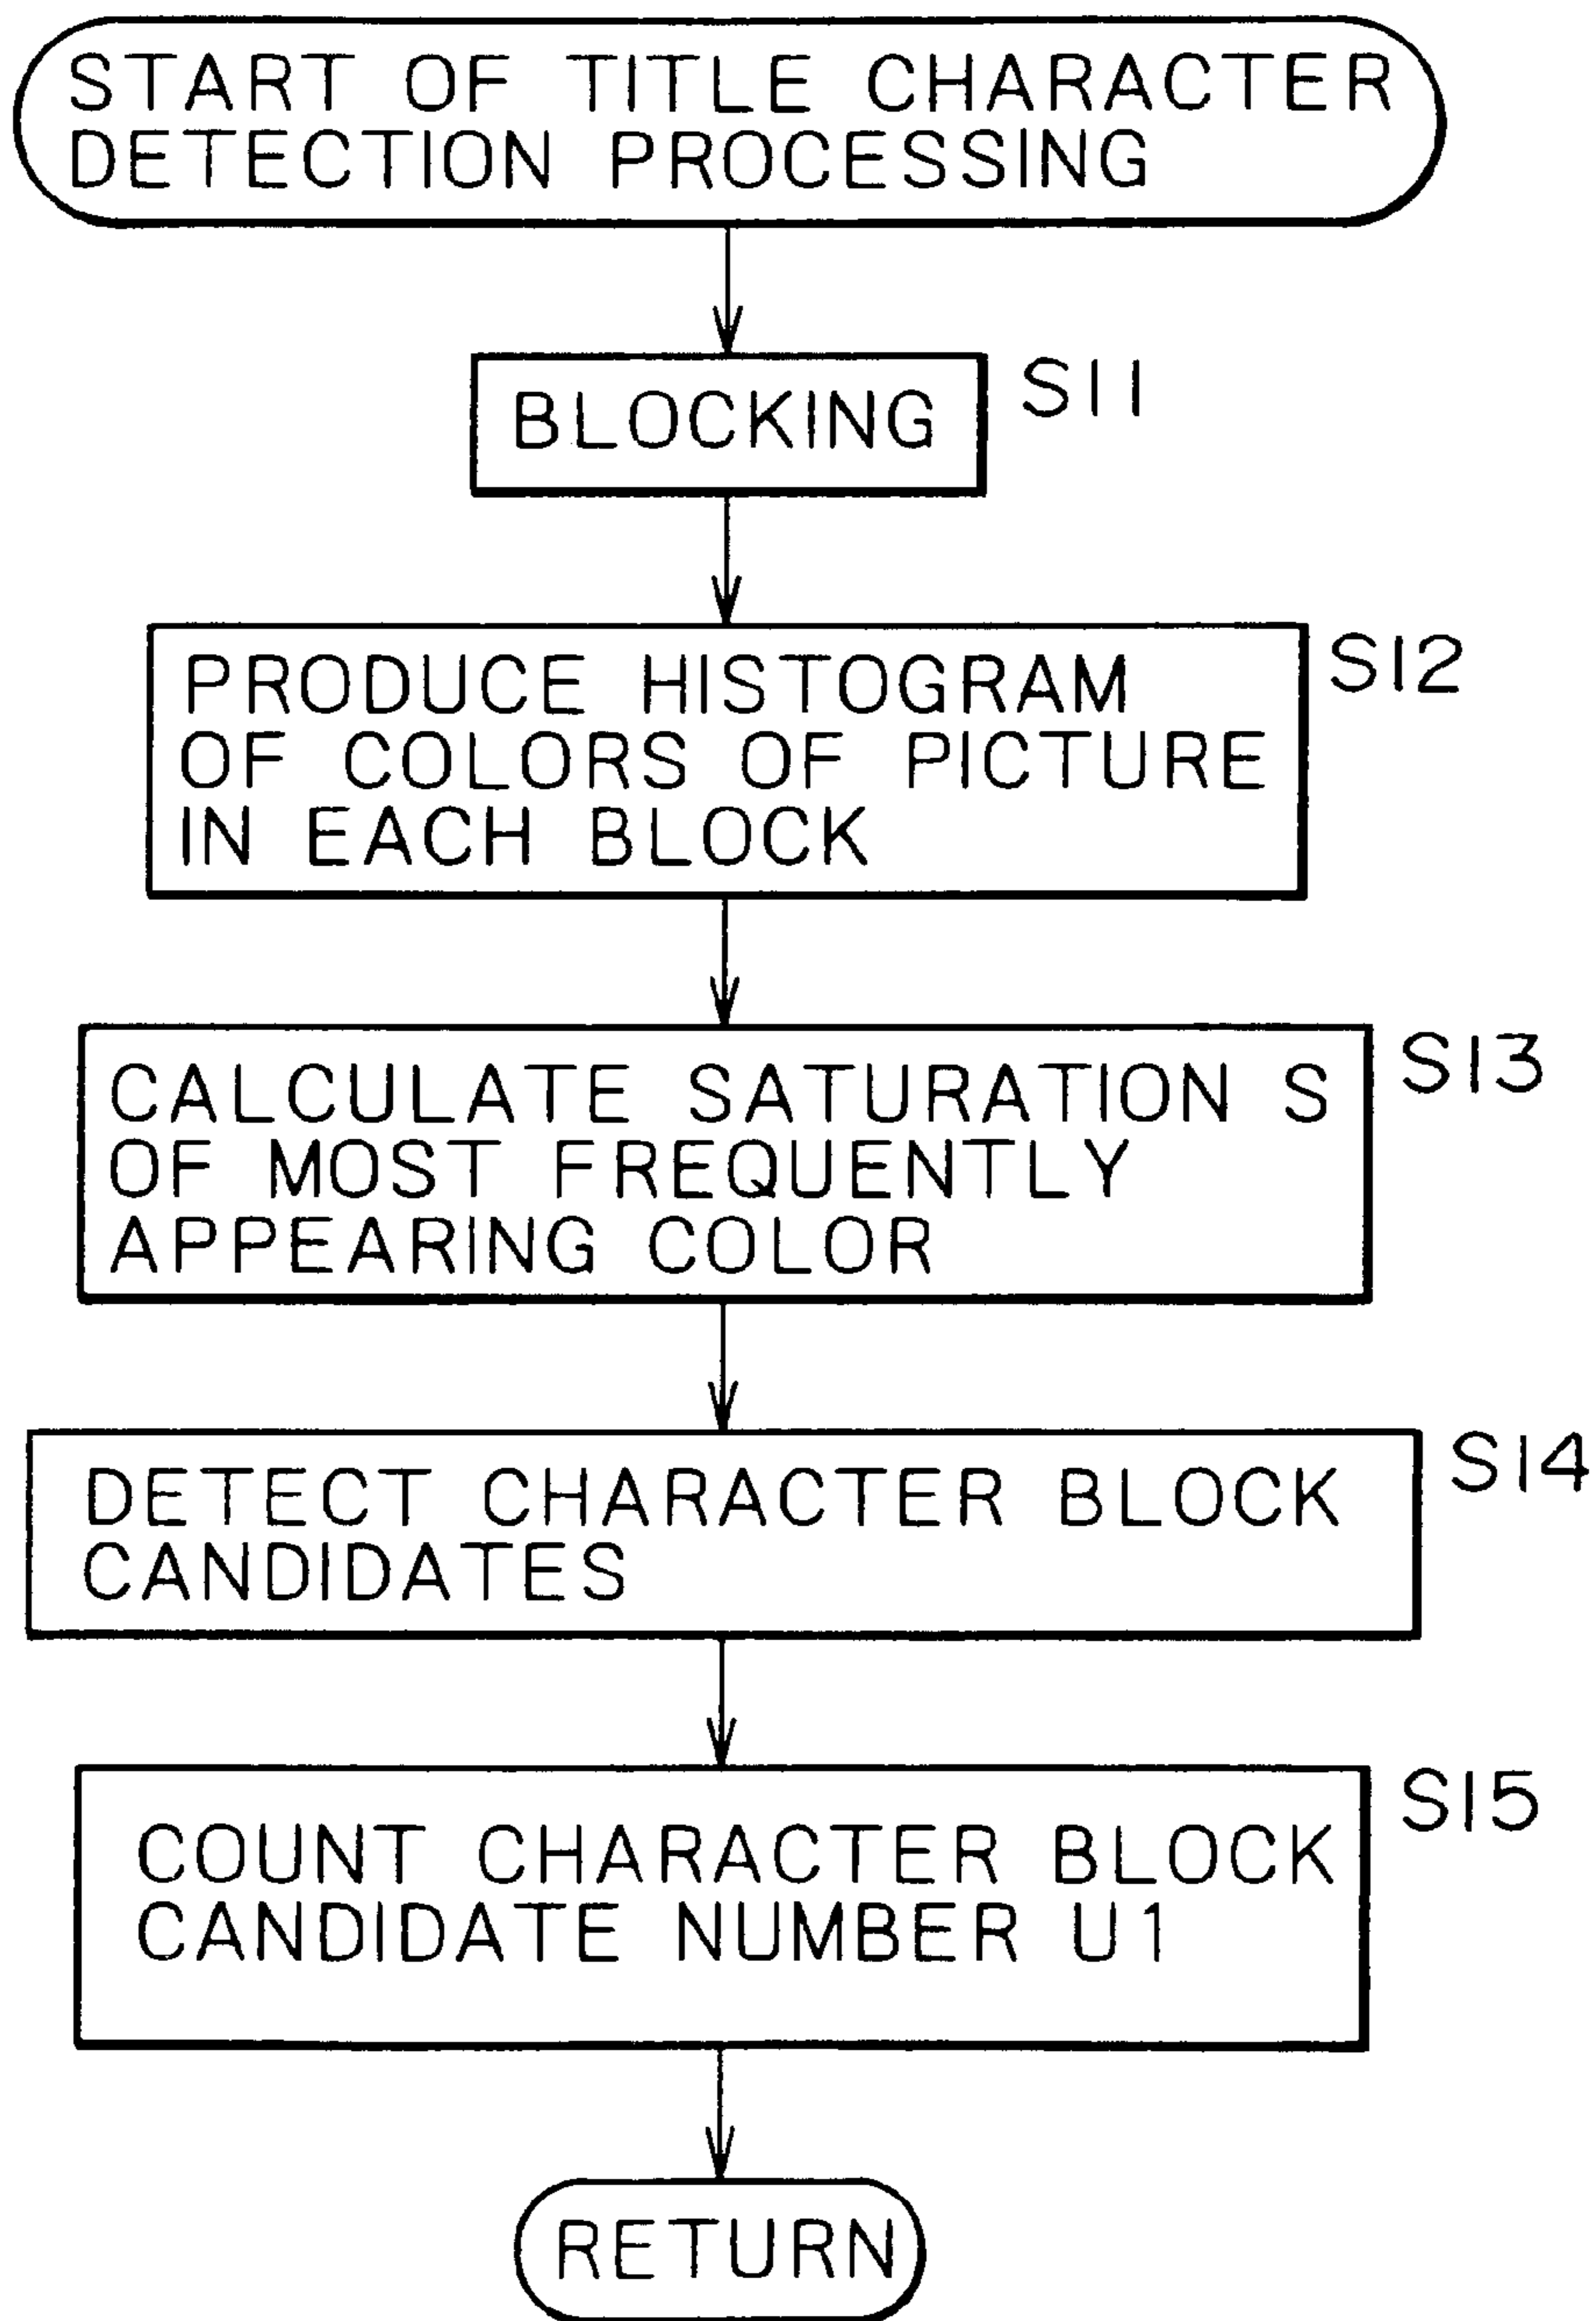 START OF TITLE CHARACTER
DETECTION PROCESSING
BLOCKING
S11
PRODUCE HISTOGRAM
OF COLORS OF PICTURE
IN EACH BLOCK
S12
CALCULATE SATURATION S
OF MOST FREQUENTLY
APPEARING COLOR
S13
DETECT CHARACTER BLOCK
CANDIDATES
S14
COUNT CHARACTER BLOCK
CANDIDATE NUMBER U1
S15
RETURN